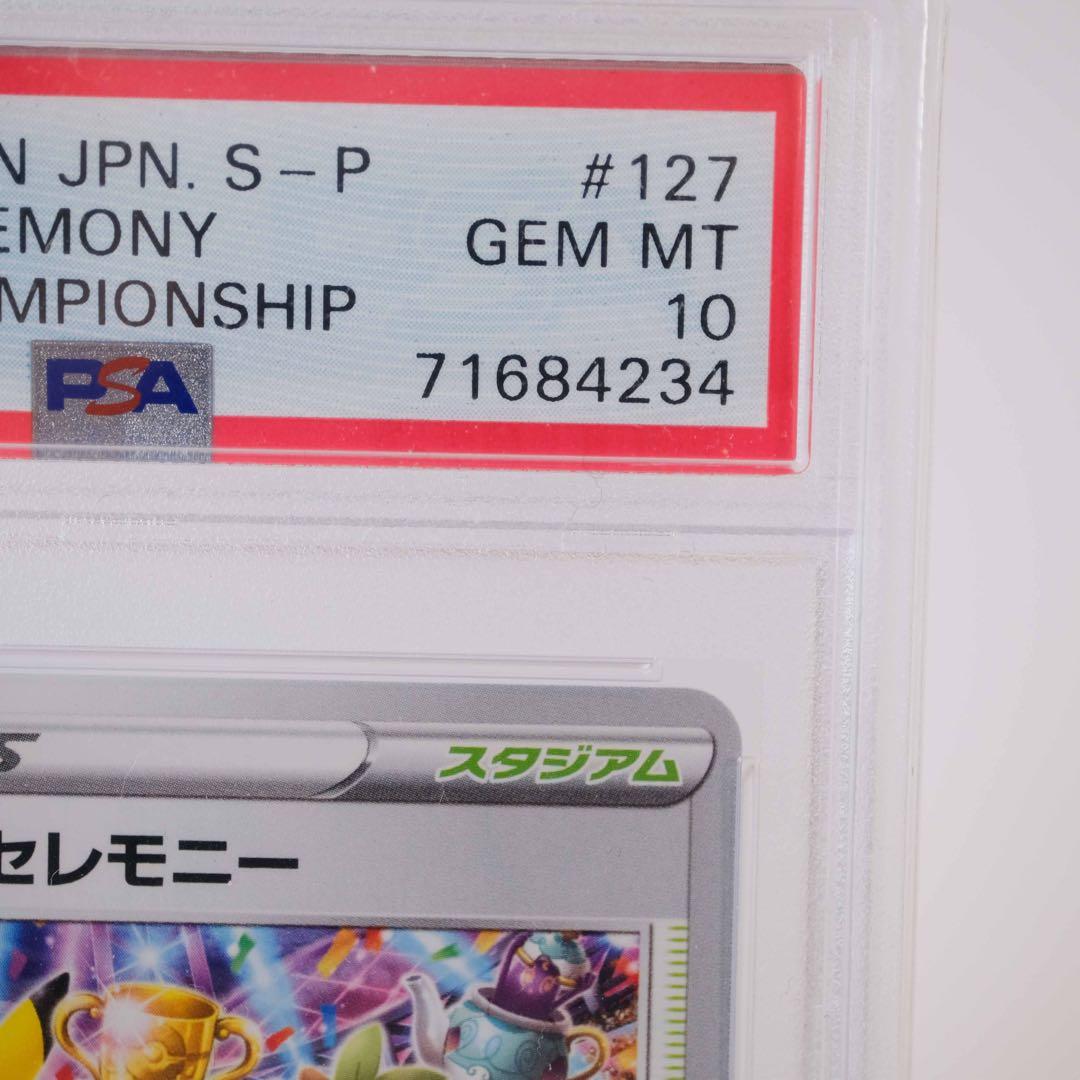 N JPN. S-P #127
EMONY GEM MT
MPIONSHIP 10
PSA 71684234
S スタジアム
セレモニー